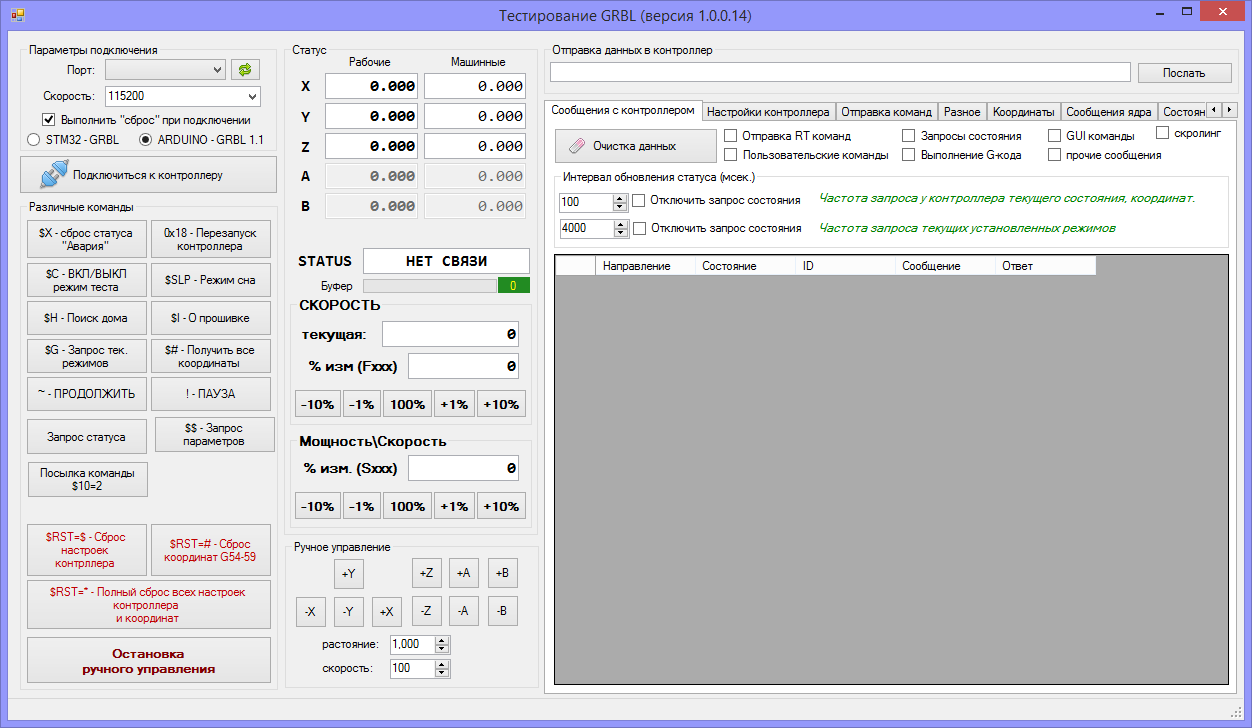 Тестирование GRBL (версия 1.0.0.14)
Параметры подключения
Порт:
Скорость: 115200
Выполнить "сброс" при подключении
STM32 - GRBL ARDUINO - GRBL 1.1
Подключиться к контроллеру
Различные команды
$X - сброс статуса
"Авария"
0x18 - Перезапуск
контроллера
$C - ВКЛ/ВЫКЛ
режим теста
$SLP - Режим сна
$H - Поиск дома
$I - О прошивке
$G - Запрос тек.
режимов
$# - Получить все
координаты
~ - ПРОДОЛЖИТЬ
! - ПАУЗА
Запрос статуса
$$ - Запрос
параметров
Посылка команды
$10=2
$RST=$ - Сброс
настроек
контрллера
$RST=# - Сброс
координат G54-59
$RST=* - Полный сброс всех настроек
контроллера
и координат
Остановка
ручного управления
Статус
Рабочие Машинные
X 0.000 0.000
Y 0.000 0.000
Z 0.000 0.000
A 0.000 0.000
B 0.000 0.000
STATUS НЕТ СВЯЗИ
Буфер 0
СКОРОСТЬ
текущая: 0
% изм (Fxxx) 0
-10% -1% 100% +1% +10%
Мощность\Скорость
% изм. (Sxxx) 0
-10% -1% 100% +1% +10%
Ручное управление
+Y +Z +A +B
-X -Y +X -Z -A -B
растояние: 1,000
скорость: 100
Отправка данных в контроллер
Послать
Сообщения с контроллером Настройки контроллера Отправка команд Разное Координаты Сообщения ядра Состоян
Очистка данных
Отправка RT команд Запросы состояния GUI команды скролинг
Пользовательские команды Выполнение G-кода прочие сообщения
Интервал обновления статуса (мсек.)
100 Отключить запрос состояния Частота запроса у контроллера текущего состояния, координат.
4000 Отключить запрос состояния Частота запроса текущих установленных режимов
Направление Состояние ID Сообщение Ответ